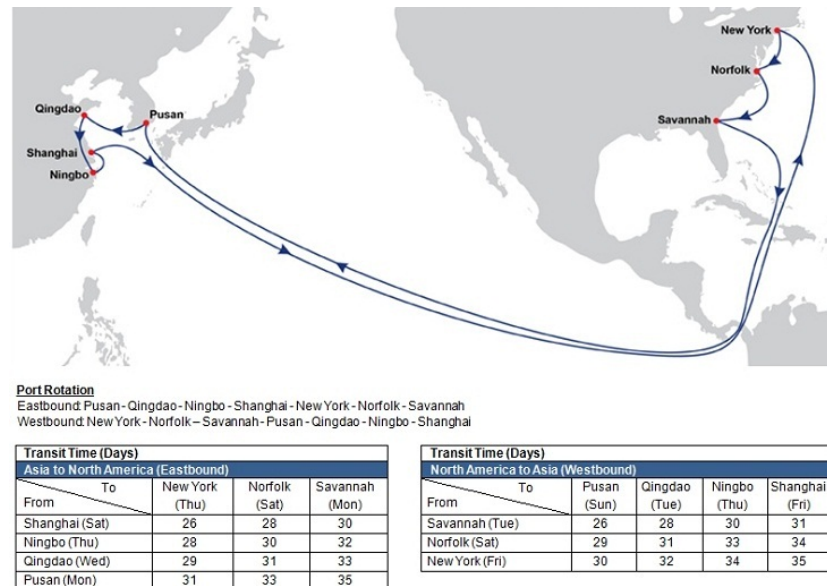 New York
Norfolk
Savannah
Qingdao
Pusan
Shanghai
Ningbo
Port Rotation
Eastbound: Pusan - Qingdao - Ningbo - Shanghai - New York - Norfolk - Savannah
Westbound: New York - Norfolk – Savannah - Pusan - Qingdao - Ningbo - Shanghai
Transit Time (Days)
Asia to North America (Eastbound)
To New York Norfolk Savannah
From (Thu) (Sat) (Mon)
Shanghai (Sat) 26 28 30
Ningbo (Thu) 28 30 32
Qingdao (Wed) 29 31 33
Pusan (Mon) 31 33 35
Transit Time (Days)
North America to Asia (Westbound)
To Pusan Qingdao Ningbo Shanghai
From (Sun) (Tue) (Thu) (Fri)
Savannah (Tue) 26 28 30 31
Norfolk (Sat) 29 31 33 34
New York (Fri) 30 32 34 35